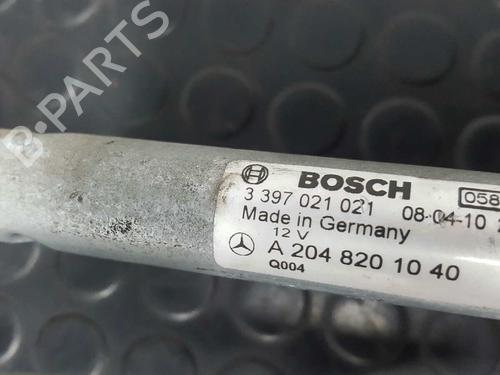 B-PARTS
BOSCH
3 397 021 021 08-04-10
058
Made in Germany
12 V
A 204 820 10 40
Q004